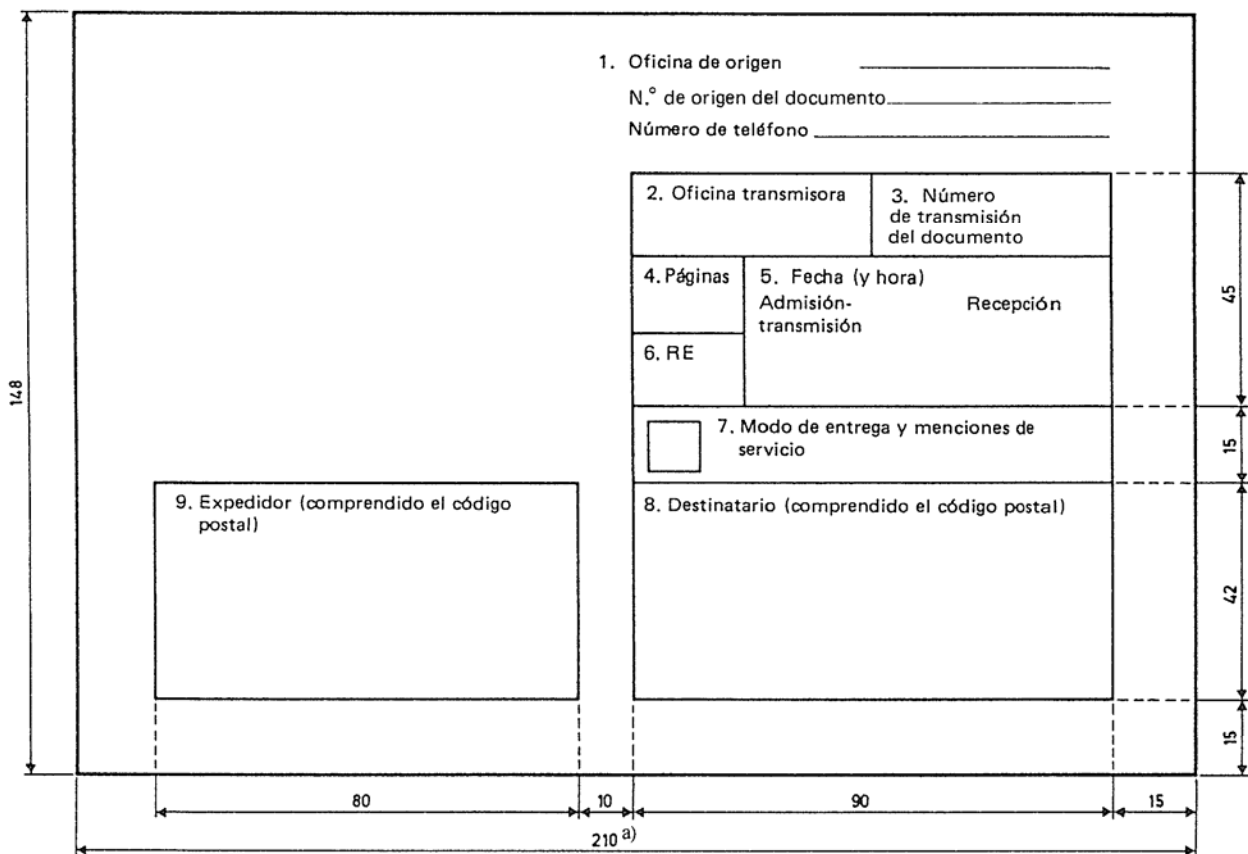 1. Oficina de origen
N.° de origen del documento
Número de teléfono
2. Oficina transmisora
3. Número
de transmisión
del documento
4. Páginas
5. Fecha (y hora)
Admisión-
transmisión
Recepción
6. RE
7. Modo de entrega y menciones de
servicio
8. Destinatario (comprendido el código postal)
9. Expedidor (comprendido el código
postal)
148
45
15
42
15
80
10
90
15
210 a)